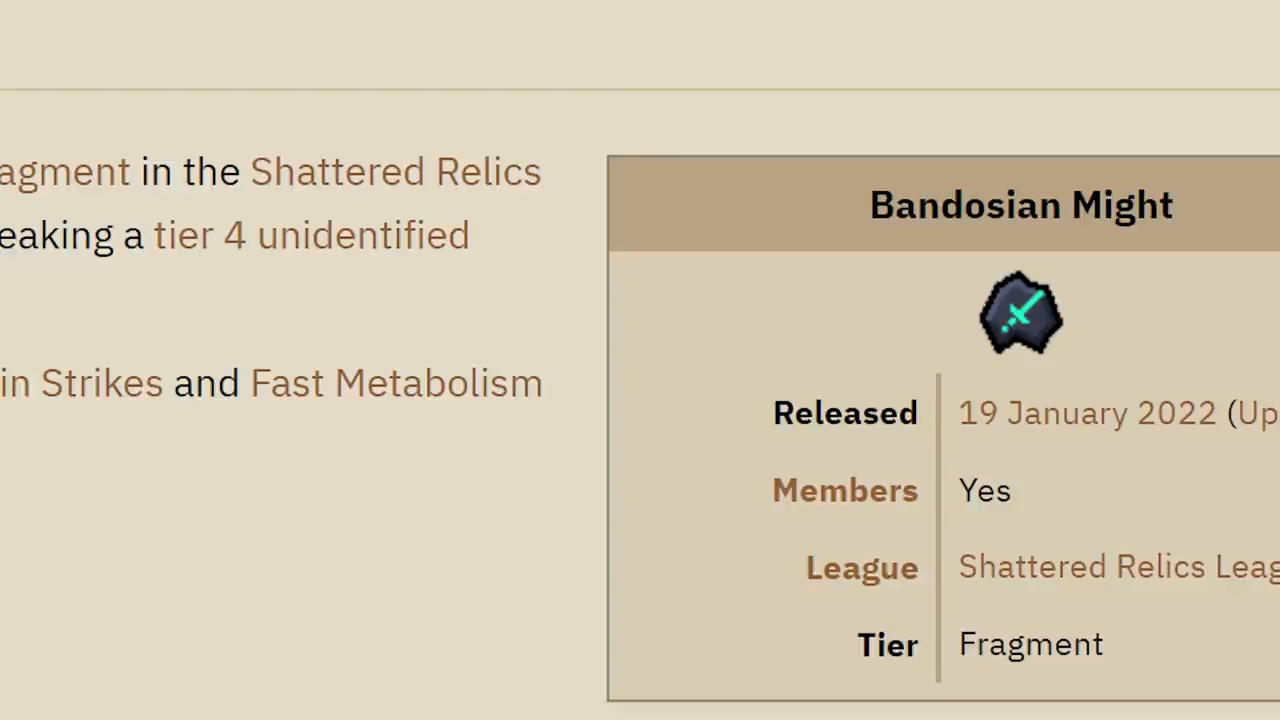 agment in the Shattered Relics
eaking a tier 4 unidentified
in Strikes and Fast Metabolism
Bandosian Might
Released 19 January 2022 (Up
Members Yes
League Shattered Relics Leag
Tier Fragment